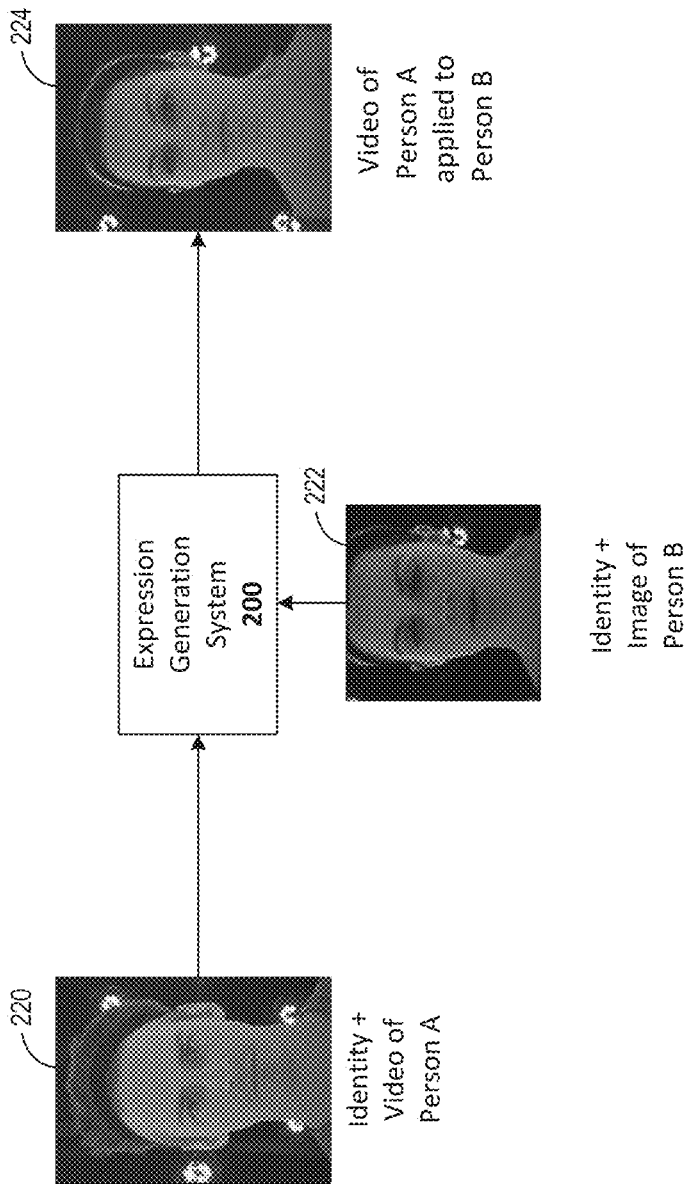 220
Identity +
Video of
Person A
Expression
Generation
System
200
222
Identity +
Image of
Person B
224
Video of
Person A
applied to
Person B